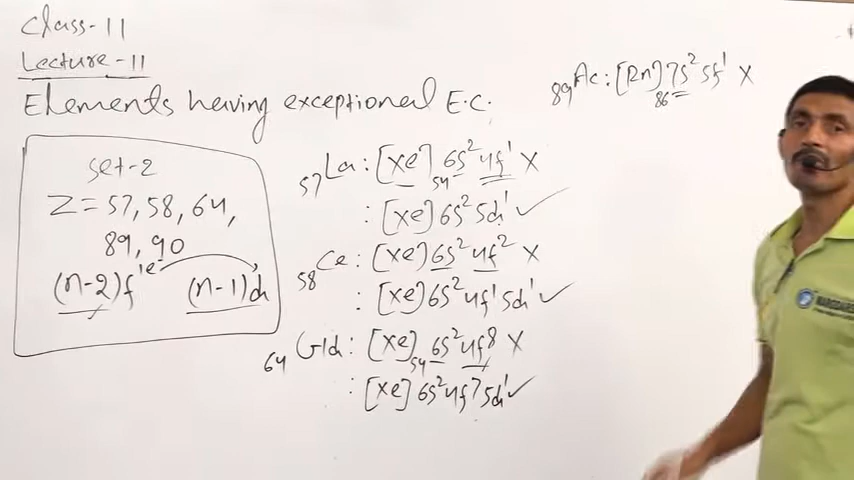 Class-11
Lecture-11
Elements having exceptional E.C.
Set-2
Z = 57, 58, 64,
89, 90
(n-2)f 1e- (n-1)d
57La : [Xe]54 6s² 4f¹ X
: [Xe] 6s² 5d¹ ✓
58Ce : [Xe] 6s² 4f² X
: [Xe] 6s² 4f¹ 5d¹ ✓
64Gd : [Xe]54 6s² 4f⁸ X
: [Xe] 6s² 4f⁷ 5d¹ ✓
89Ac : [Rn]86 7s² 5f¹ X